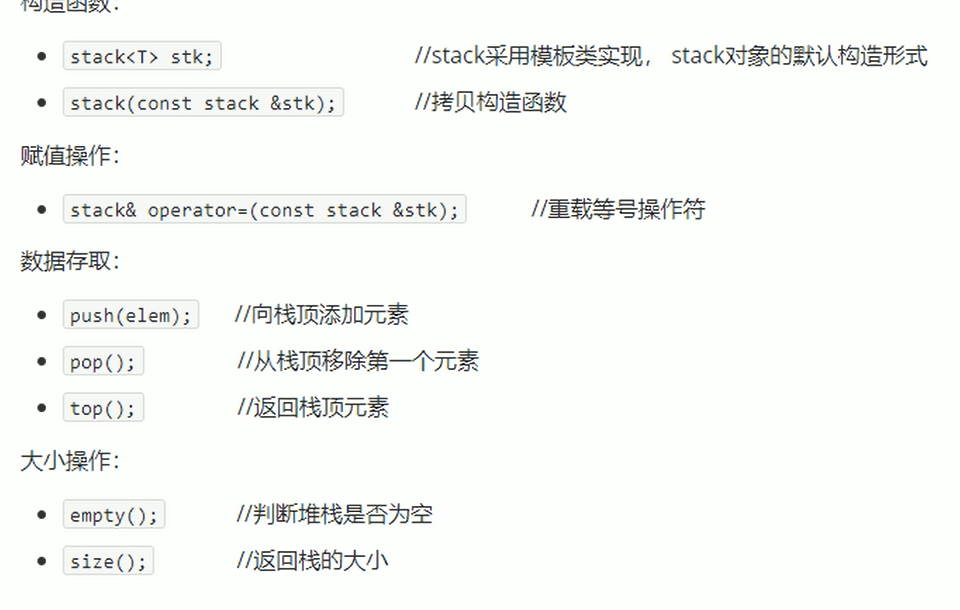 构造函数：
stack<T> stk; //stack采用模板类实现， stack对象的默认构造形式
stack(const stack &stk); //拷贝构造函数
赋值操作：
stack& operator=(const stack &stk); //重载等号操作符
数据存取：
push(elem); //向栈顶添加元素
pop(); //从栈顶移除第一个元素
top(); //返回栈顶元素
大小操作：
empty(); //判断堆栈是否为空
size(); //返回栈的大小